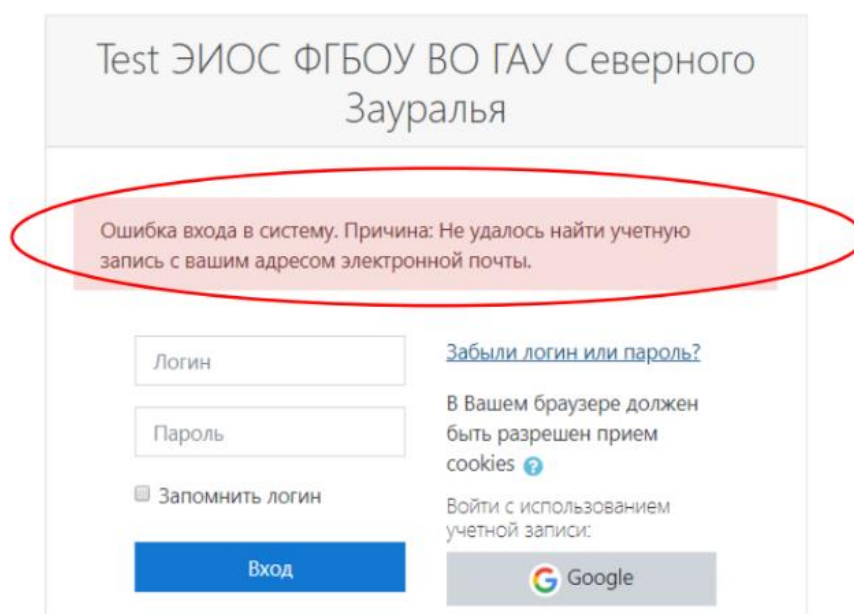 Test ЭИОС ФГБОУ ВО ГАУ Северного
Зауралья
Ошибка входа в систему. Причина: Не удалось найти учетную
запись с вашим адресом электронной почты.
Логин
Пароль
Запомнить логин
Вход
Забыли логин или пароль?
В Вашем браузере должен
быть разрешен прием
cookies ?
Войти с использованием
учетной записи:
Google